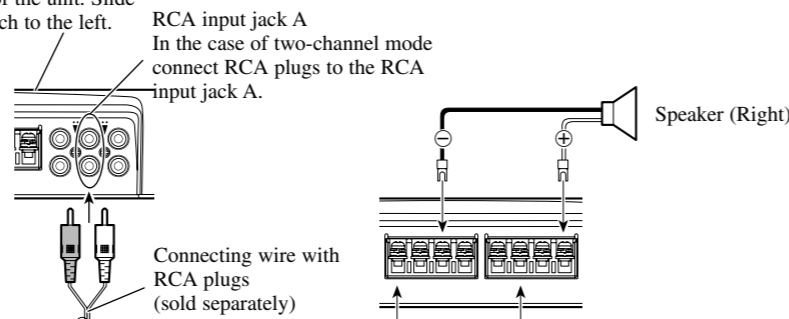 of the unit. Slide
ch to the left.
RCA input jack A
In the case of two-channel mode
connect RCA plugs to the RCA
input jack A.
Speaker (Right)
Connecting wire with
RCA plugs
(sold separately)